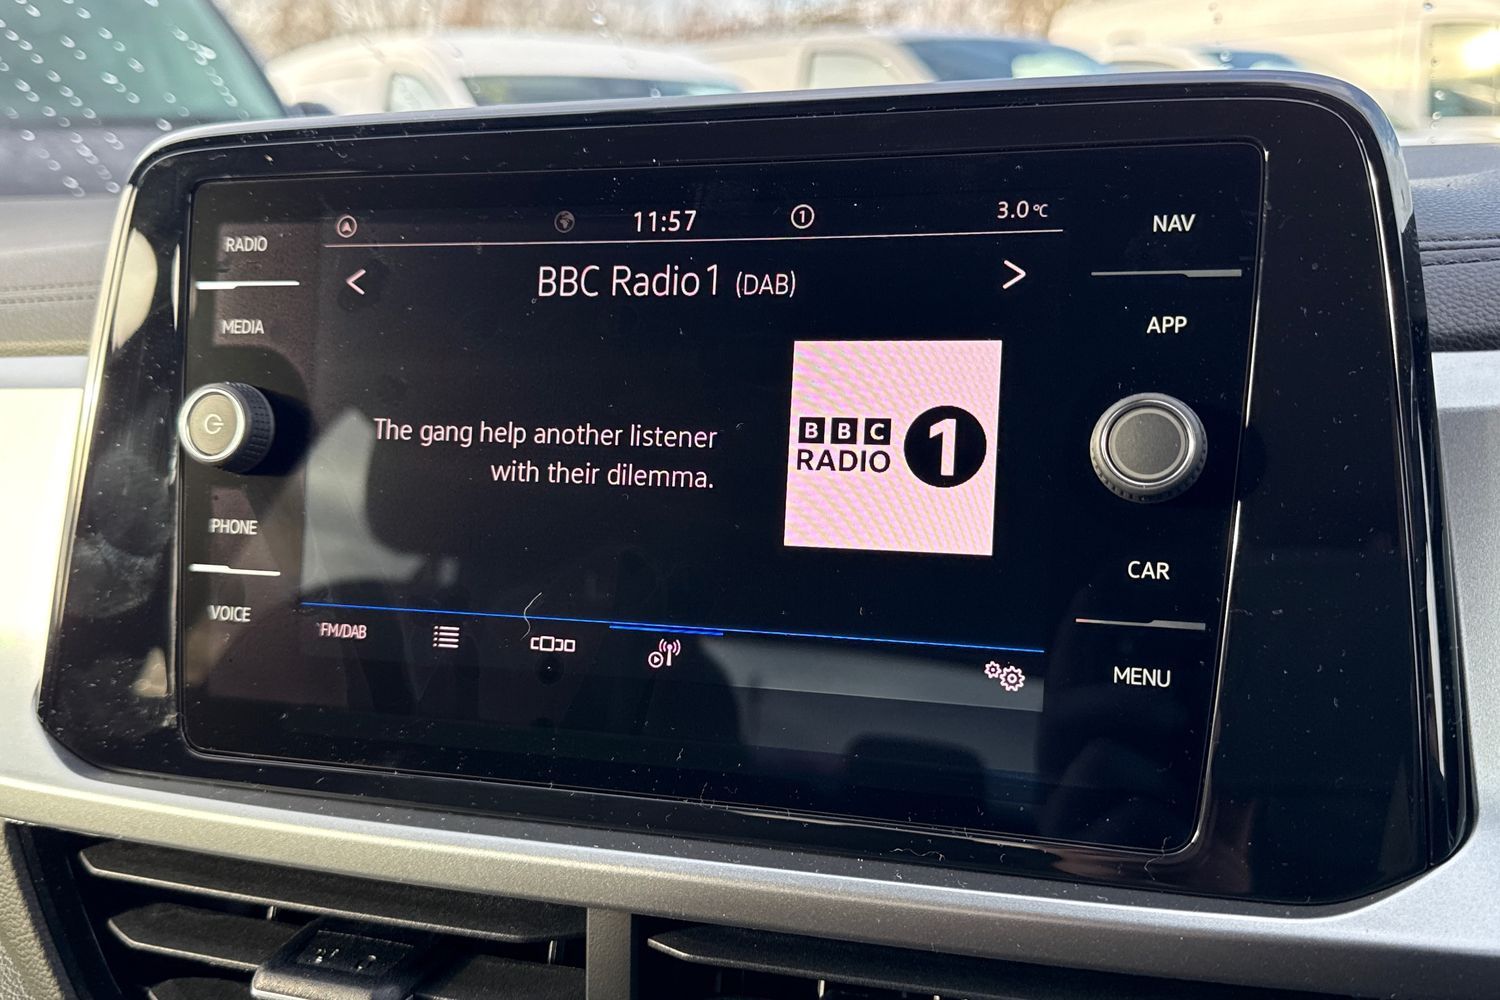 11:57
1
3.0°C
RADIO
MEDIA
PHONE
VOICE
BBC Radio 1 (DAB)
The gang help another listener
with their dilemma.
BBC
RADIO
1
FM/DAB
NAV
APP
CAR
MENU